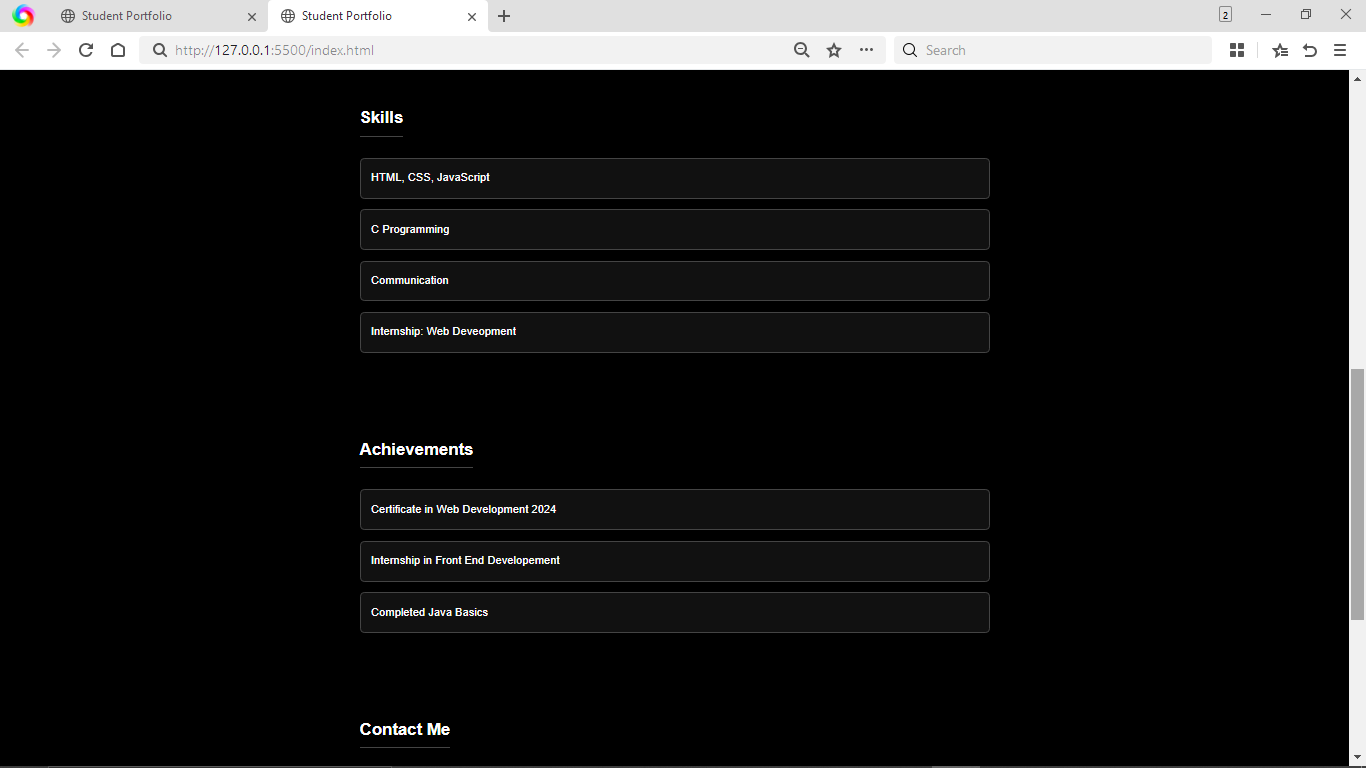 Student Portfolio
Student Portfolio
2
http://127.0.0.1:5500/index.html
Search
Skills
HTML, CSS, JavaScript
C Programming
Communication
Internship: Web Deveopment
Achievements
Certificate in Web Development 2024
Internship in Front End Developement
Completed Java Basics
Contact Me